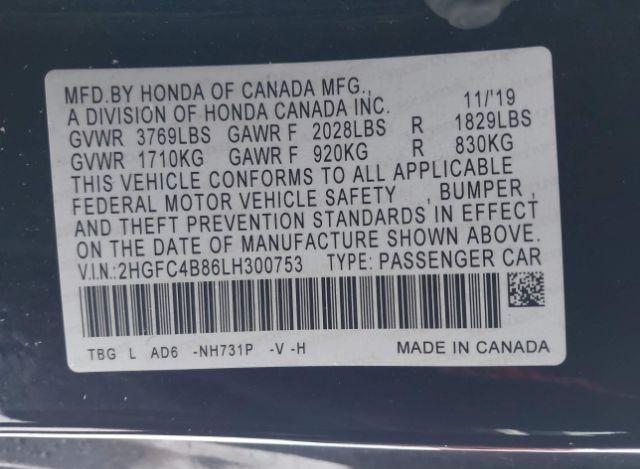 MFD.BY HONDA OF CANADA MFG.,
A DIVISION OF HONDA CANADA INC. 11/'19
GVWR 3769LBS GAWR F 2028LBS R 1829LBS
GVWR 1710KG GAWR F 920KG R 830KG
THIS VEHICLE CONFORMS TO ALL APPLICABLE
FEDERAL MOTOR VEHICLE SAFETY , BUMPER ,
AND THEFT PREVENTION STANDARDS IN EFFECT
ON THE DATE OF MANUFACTURE SHOWN ABOVE.
V.I.N.:2HGFC4B86LH300753 TYPE: PASSENGER CAR
TBG L AD6 -NH731P -V -H MADE IN CANADA